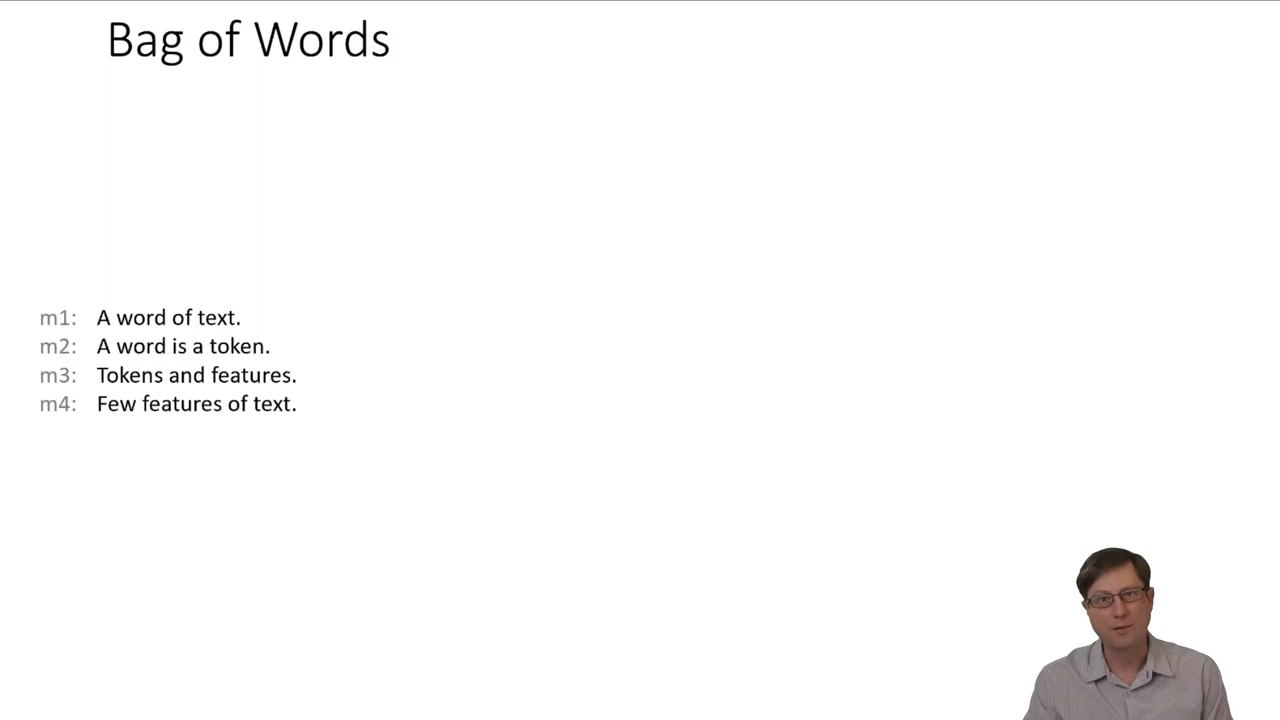 Bag of Words
m1: A word of text.
m2: A word is a token.
m3: Tokens and features.
m4: Few features of text.